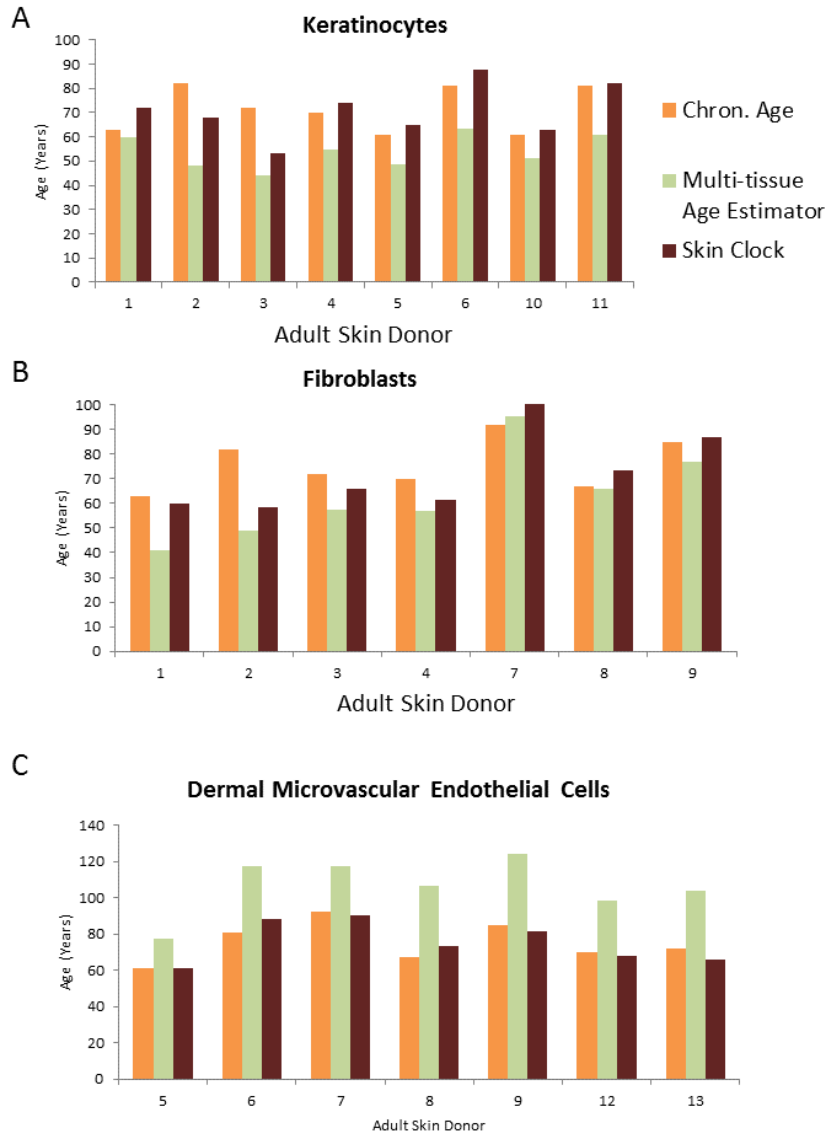 A
Keratinocytes
100
90
80
70
60
50
40
30
20
10
0
Age (Years)
1 2 3 4 5 6 10 11
Adult Skin Donor
Chron. Age
Multi-tissue
Age Estimator
Skin Clock
B
Fibroblasts
100
90
80
70
60
50
40
30
20
10
0
Age (Years)
1 2 3 4 7 8 9
Adult Skin Donor
C
Dermal Microvascular Endothelial Cells
140
120
100
80
60
40
20
0
Age (Years)
5 6 7 8 9 12 13
Adult Skin Donor